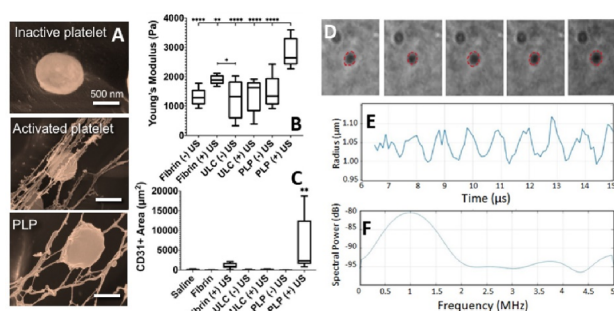 A
Inactive platelet
500 nm
Activated platelet
PLP
B
Young's Modulus (Pa)
4000
3000
2000
1000
0
**** ** **** **** ****
*
Fibrin (-) US
Fibrin (+) US
ULC (-) US
ULC (+) US
PLP (-) US
PLP (+) US
C
CD31+ Area (µm²)
20000
15000
10000
5000
0
**
Saline
Fibrin
Fibrin (+) US
ULC (-) US
ULC (+) US
PLP (-) US
PLP (+) US
D
E
Radius (µm)
1.10
1.05
1.00
0.95
6 7 8 9 10 11 12 13 14 15
Time (µs)
F
Spectral Power (dB)
-80
-85
-90
-95
0 0.5 1 1.5 2 2.5 3 3.5 4 4.5 5
Frequency (MHz)